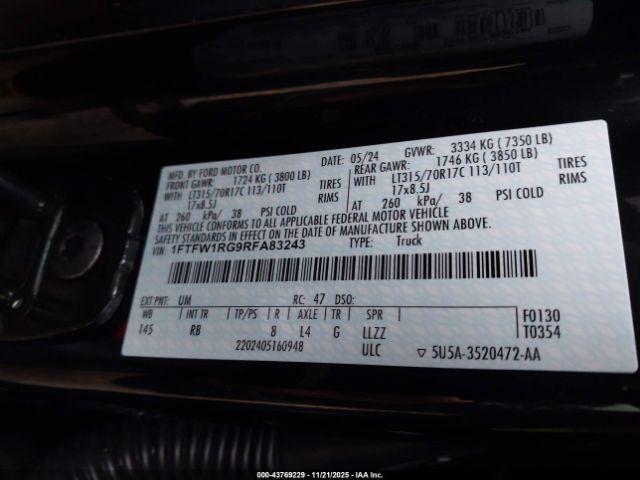 MFD. BY FORD MOTOR CO.
DATE: 05/24 GVWR: 3334 KG (7350 LB)
FRONT GAWR: 1724 KG (3800 LB)
REAR GAWR: 1746 KG (3850 LB)
WITH LT315/70R17C 113/110T TIRES
WITH LT315/70R17C 113/110T TIRES
17x8.5J RIMS
17x8.5J RIMS
AT 260 kPa/ 38 PSI COLD
AT 260 kPa/ 38 PSI COLD
THIS VEHICLE CONFORMS TO ALL APPLICABLE FEDERAL MOTOR VEHICLE
SAFETY STANDARDS IN EFFECT ON THE DATE OF MANUFACTURE SHOWN ABOVE.
VIN: 1FTFW1RG9RFA83243 TYPE: Truck
EXT PNT: UM RC: 47 DSO:
WB INT TR TP/PS R AXLE TR SPR
145 RB 8 L4 G LLZZ
F0130
T0354
2202405160948 ULC ▽ 5U5A-3520472-AA
000-43769229 - 11/21/2025 - IAA Inc.